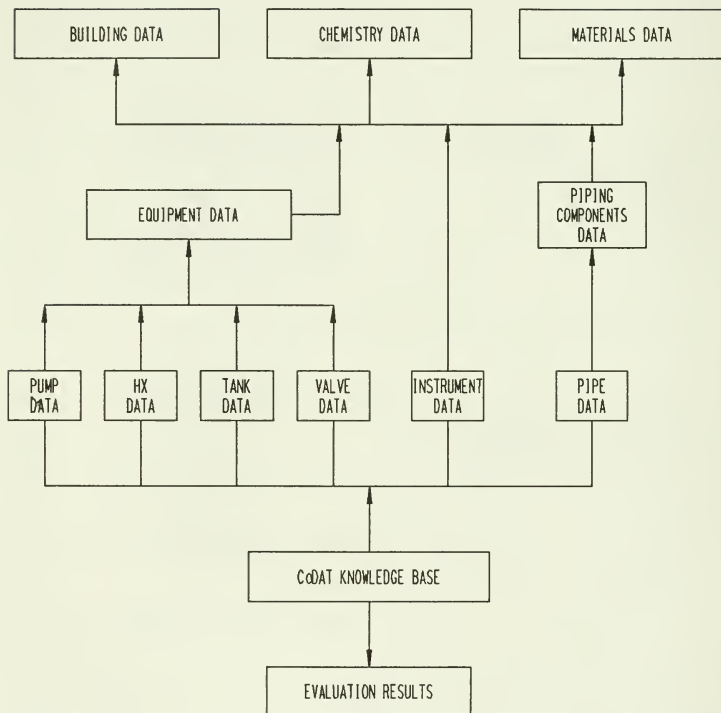 BUILDING DATA
CHEMISTRY DATA
MATERIALS DATA
EQUIPMENT DATA
PIPING
COMPONENTS
DATA
PUMP
DATA
HX
DATA
TANK
DATA
VALVE
DATA
INSTRUMENT
DATA
PIPE
DATA
CoDAT KNOWLEDGE BASE
EVALUATION RESULTS